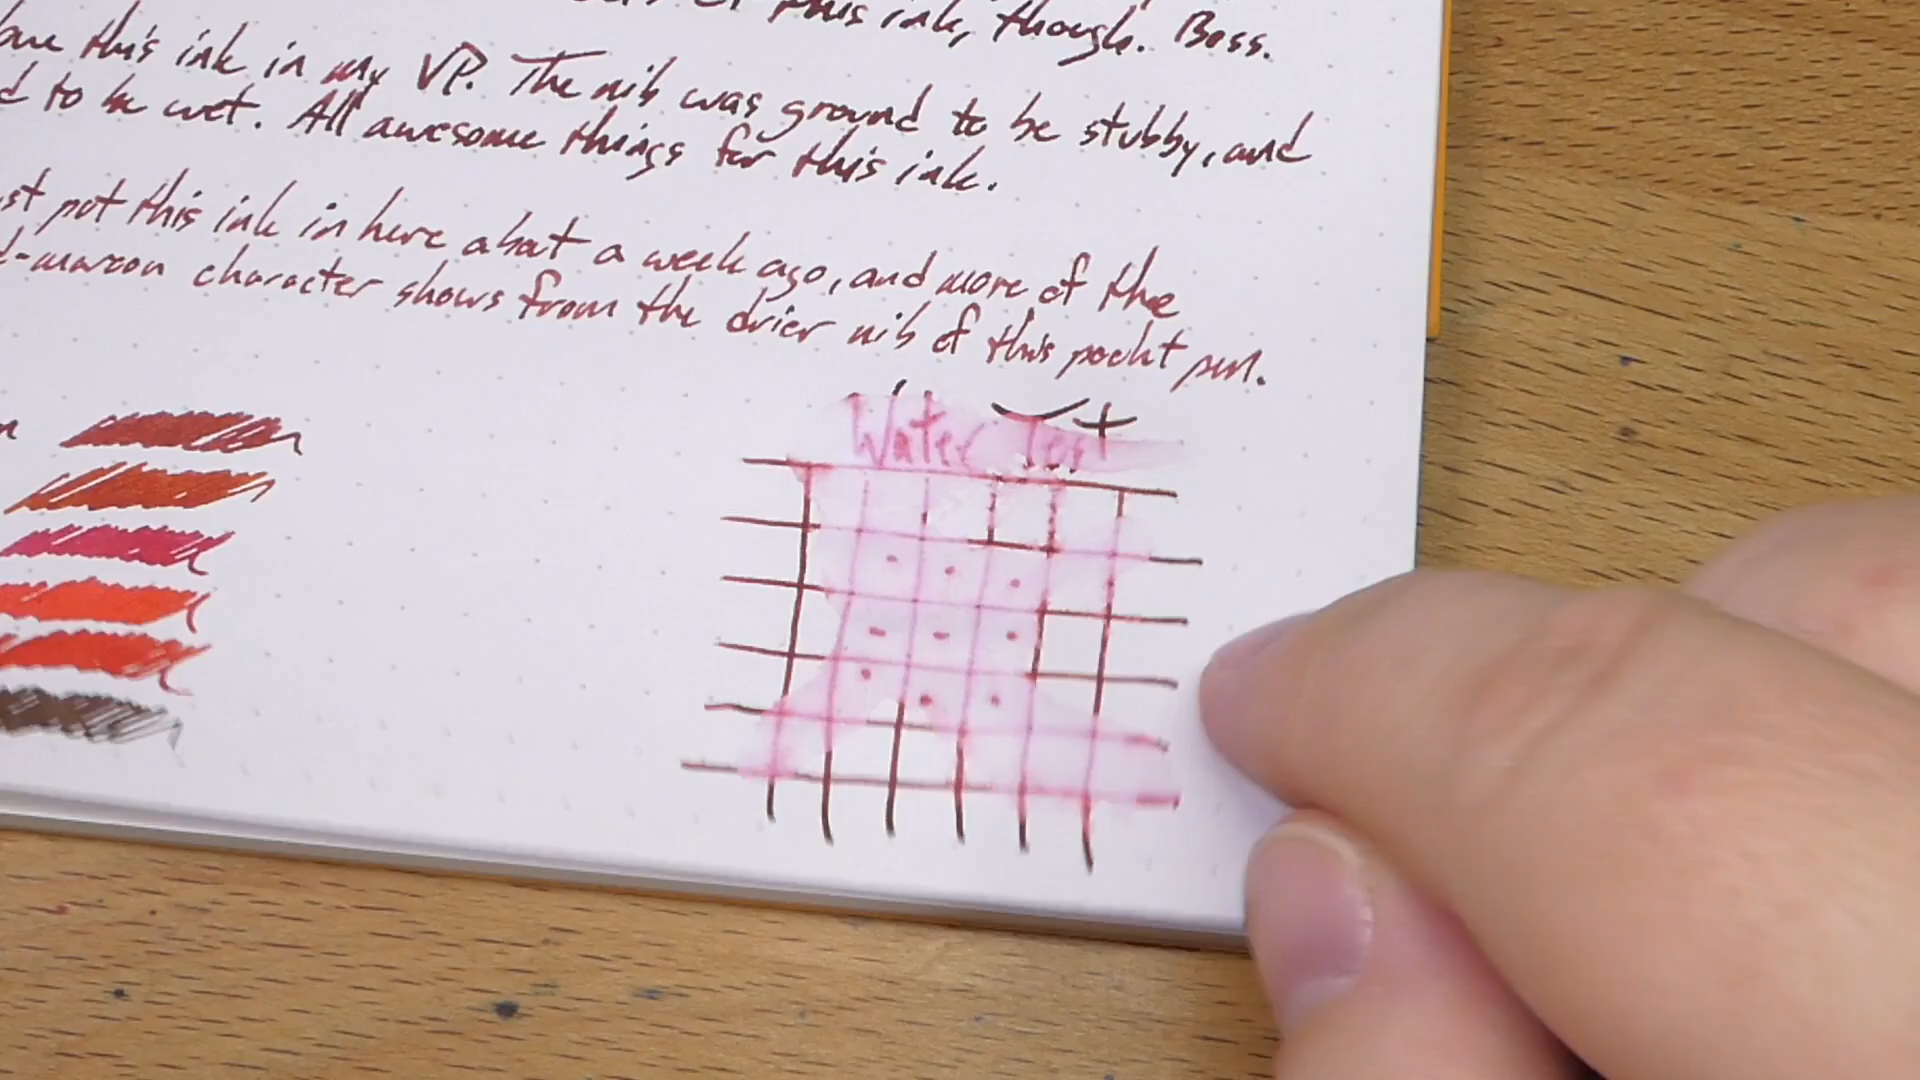 of this ink, though. Boss.
this ink in my VP. The nib was ground to be stubby, and
to be wet. All awesome things for this ink.
put this ink in here about a week ago, and more of the
-maroon character shows from the drier nib of this pocket pen.
Water Test